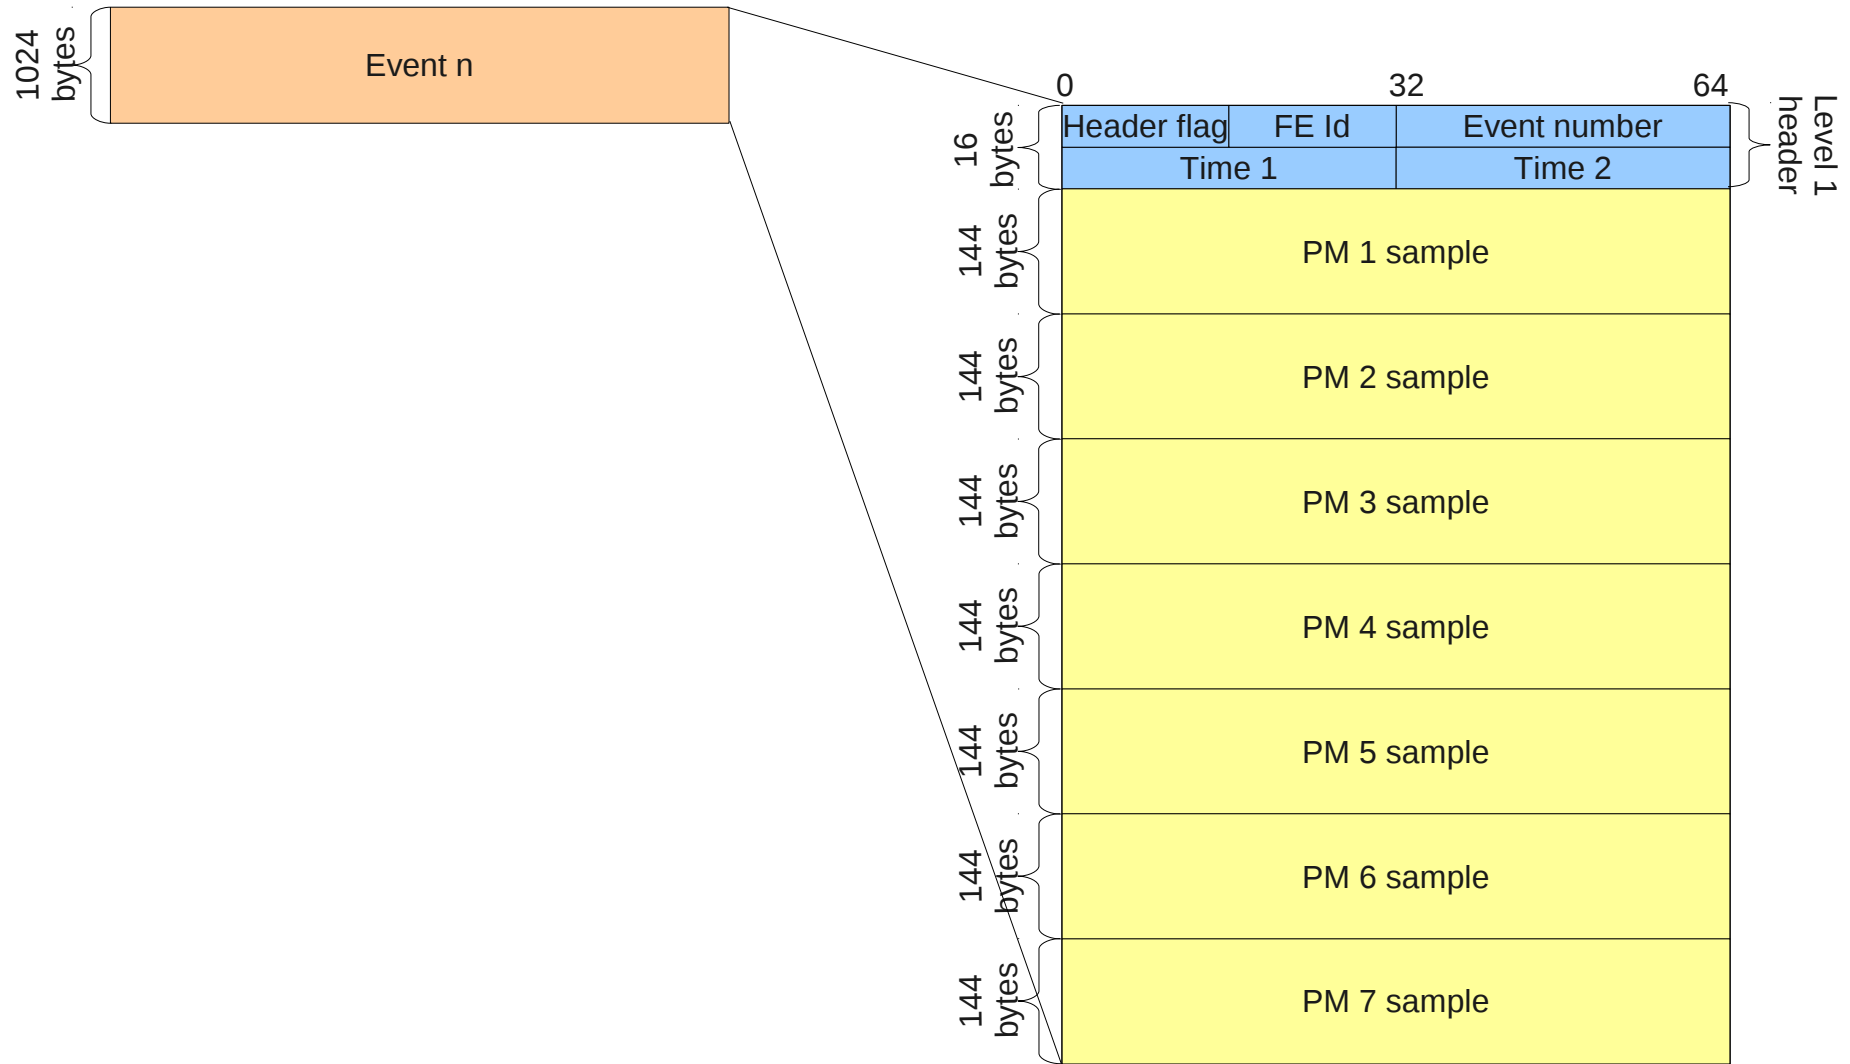 1024
bytes
Event n
0 32 64
Header flag FE Id Event number
Time 1 Time 2
16
bytes
Level 1
header
144
bytes
PM 1 sample
144
bytes
PM 2 sample
144
bytes
PM 3 sample
144
bytes
PM 4 sample
144
bytes
PM 5 sample
144
bytes
PM 6 sample
144
bytes
PM 7 sample